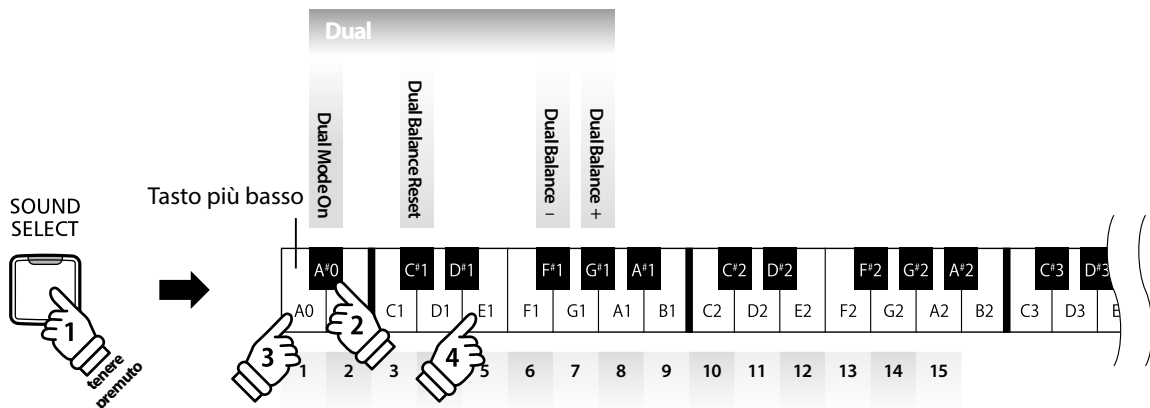 Dual
Dual Mode On
Dual Balance Reset
Dual Balance –
Dual Balance +
Tasto più basso
SOUND
SELECT
A#0 C#1 D#1 F#1 G#1 A#1 C#2 D#2 F#2 G#2 A#2 C#3 D#3
A0 C1 D1 E1 F1 G1 A1 B1 C2 D2 E2 F2 G2 A2 B2 C3 D3
1 2 3 4
tenere
premuto
1 2 3 5 6 7 8 9 10 11 12 13 14 15